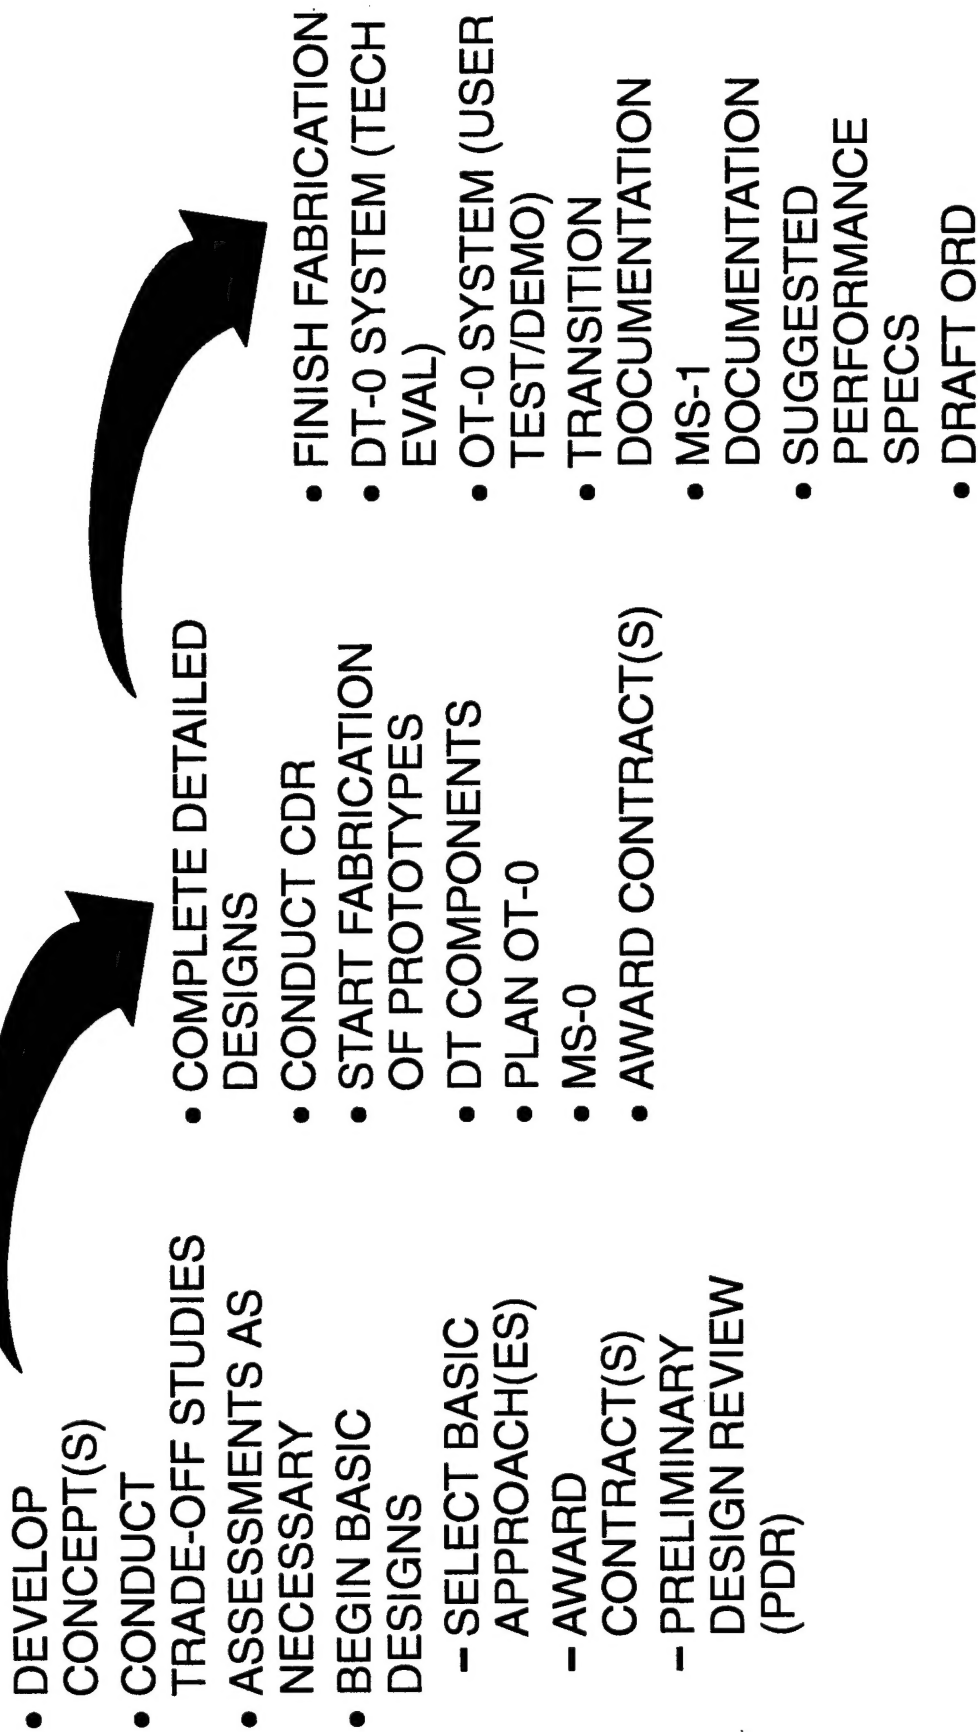 • DEVELOP
CONCEPT(S)
• CONDUCT
TRADE-OFF STUDIES
• ASSESSMENTS AS
NECESSARY
• BEGIN BASIC
DESIGNS
– SELECT BASIC
APPROACH(ES)
– AWARD
CONTRACT(S)
– PRELIMINARY
DESIGN REVIEW
(PDR)
• COMPLETE DETAILED
DESIGNS
• CONDUCT CDR
• START FABRICATION
OF PROTOTYPES
• DT COMPONENTS
• PLAN OT-0
• MS-0
• AWARD CONTRACT(S)
• FINISH FABRICATION
• DT-0 SYSTEM (TECH
EVAL)
• OT-0 SYSTEM (USER
TEST/DEMO)
• TRANSITION
DOCUMENTATION
• MS-1
DOCUMENTATION
• SUGGESTED
PERFORMANCE
SPECS
• DRAFT ORD